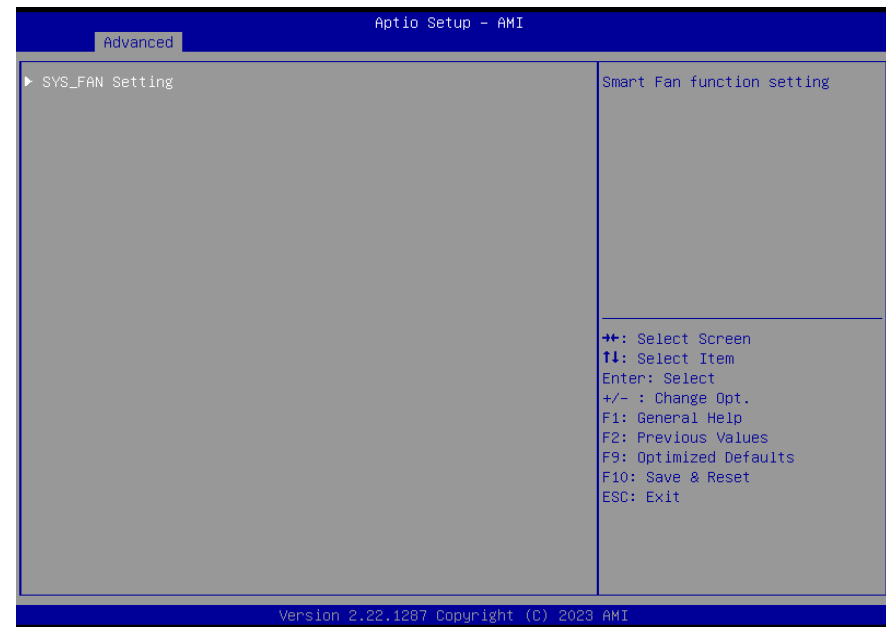 Aptio Setup – AMI
Advanced
► SYS_FAN Setting
Smart Fan function setting
→←: Select Screen
↑↓: Select Item
Enter: Select
+/– : Change Opt.
F1: General Help
F2: Previous Values
F9: Optimized Defaults
F10: Save & Reset
ESC: Exit
Version 2.22.1287 Copyright (C) 2023 AMI